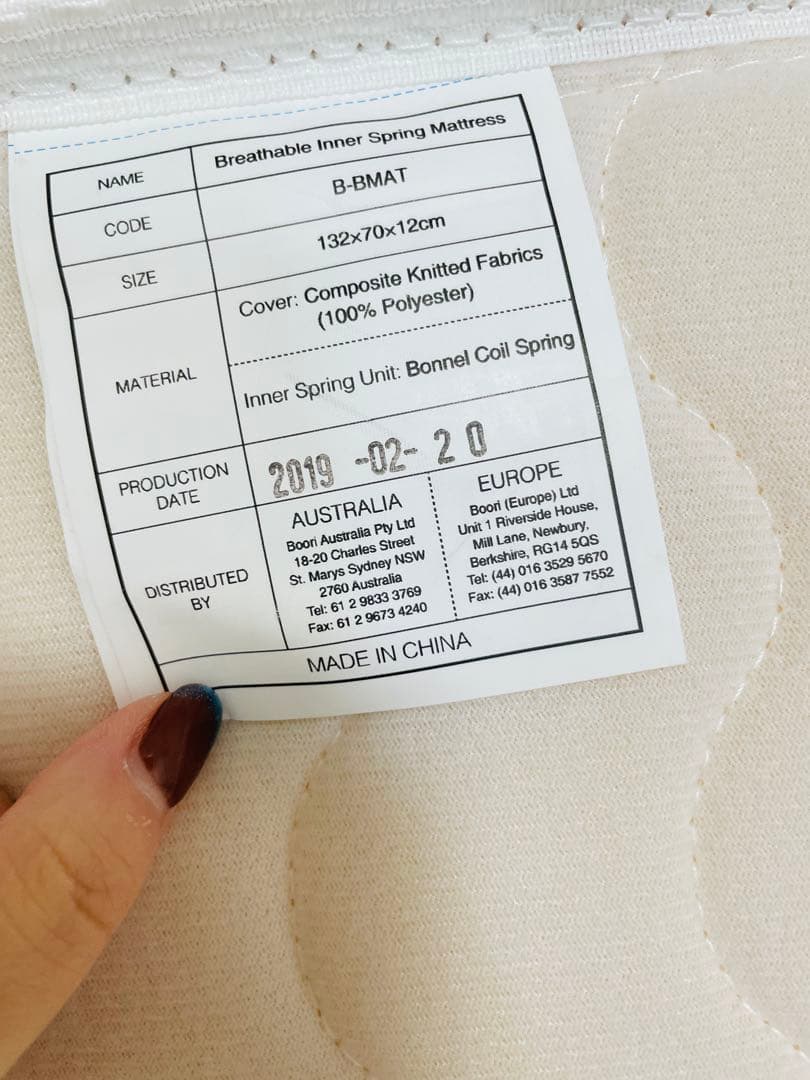 NAME Breathable Inner Spring Mattress
CODE B-BMAT
SIZE 132x70x12cm
MATERIAL Cover: Composite Knitted Fabrics
(100% Polyester)
Inner Spring Unit: Bonnel Coil Spring
PRODUCTION
DATE
2019 -02- 20
DISTRIBUTED
BY
AUSTRALIA
Boori Australia Pty Ltd
18-20 Charles Street
St. Marys Sydney NSW
2760 Australia
Tel: 61 2 9833 3769
Fax: 61 2 9673 4240
EUROPE
Boori (Europe) Ltd
Unit 1 Riverside House,
Mill Lane, Newbury,
Berkshire, RG14 5QS
Tel: (44) 016 3529 5670
Fax: (44) 016 3587 7552
MADE IN CHINA